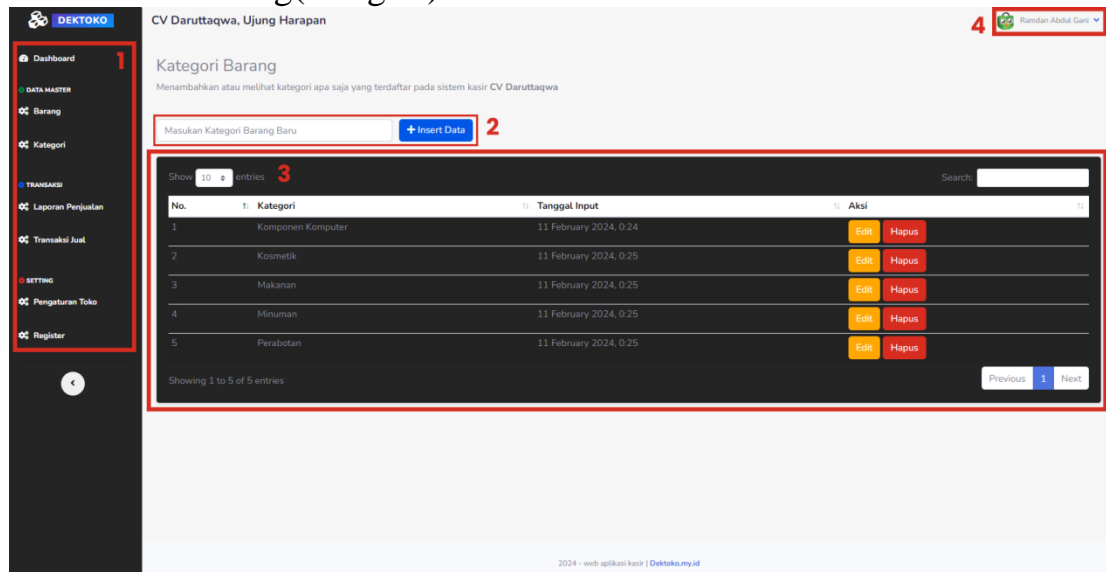 DEKTOKO
CV Daruttaqwa, Ujung Harapan
4
Ramdan Abdul Gani
1
Dashboard
DATA MASTER
Barang
Kategori
TRANSAKSI
Laporan Penjualan
Transaksi Jual
SETTING
Pengaturan Toko
Register
Kategori Barang
Menambahkan atau melihat kategori apa saja yang terdaftar pada sistem kasir CV Daruttaqwa
Masukan Kategori Barang Baru
+ Insert Data
2
Show 10 entries
3
Search:
No. Kategori Tanggal Input Aksi
1 Komponen Komputer 11 February 2024, 0:24 Edit Hapus
2 Kosmetik 11 February 2024, 0:25 Edit Hapus
3 Makanan 11 February 2024, 0:25 Edit Hapus
4 Minuman 11 February 2024, 0:25 Edit Hapus
5 Perabotan 11 February 2024, 0:25 Edit Hapus
Showing 1 to 5 of 5 entries
Previous 1 Next
2024 - web aplikasi kasir | Dektoko.my.id